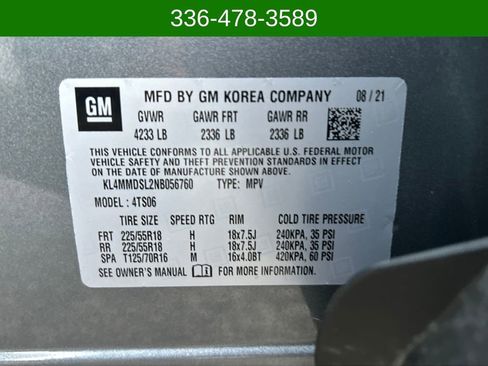 336-478-3589
GM MFD BY GM KOREA COMPANY 08 / 21
GVWR GAWR FRT GAWR RR
4233 LB 2336 LB 2336 LB
THIS VEHICLE CONFORMS TO ALL APPLICABLE U.S. FEDERAL MOTOR
VEHICLE SAFETY AND THEFT PREVENTION STANDARDS IN EFFECT ON
THE DATE OF MANUFACTURE SHOWN ABOVE.
KL4MMDSL2NB056760 TYPE: MPV
MODEL : 4TS06
TIRE SIZE SPEED RTG RIM COLD TIRE PRESSURE
FRT 225/55R18 H 18x7.5J 240KPA, 35 PSI
RR 225/55R18 H 18x7.5J 240KPA, 35 PSI
SPA T125/70R16 M 16x4.0BT 420KPA, 60 PSI
SEE OWNER'S MANUAL FOR MORE INFORMATION.